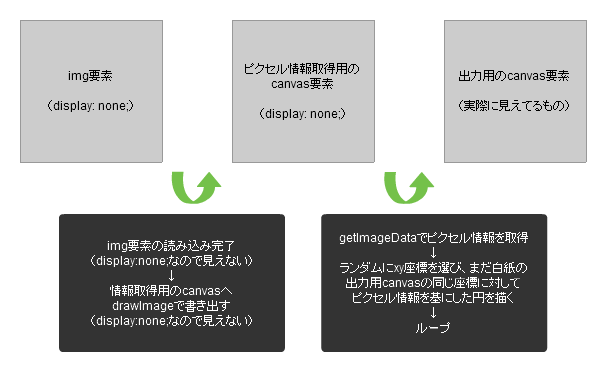 img要素
（display: none;）
ピクセル情報取得用の
canvas要素
（display: none;）
出力用のcanvas要素
（実際に見えてるもの）
img要素の読み込み完了
（display:none;なので見えない）
↓
情報取得用のcanvasへ
drawImageで書き出す
（display:none;なので見えない）
getImageDataでピクセル情報を取得
↓
ランダムにxy座標を選び、まだ白紙の
出力用canvasの同じ座標に対して
ピクセル情報を基にした円を描く
↓
ループ